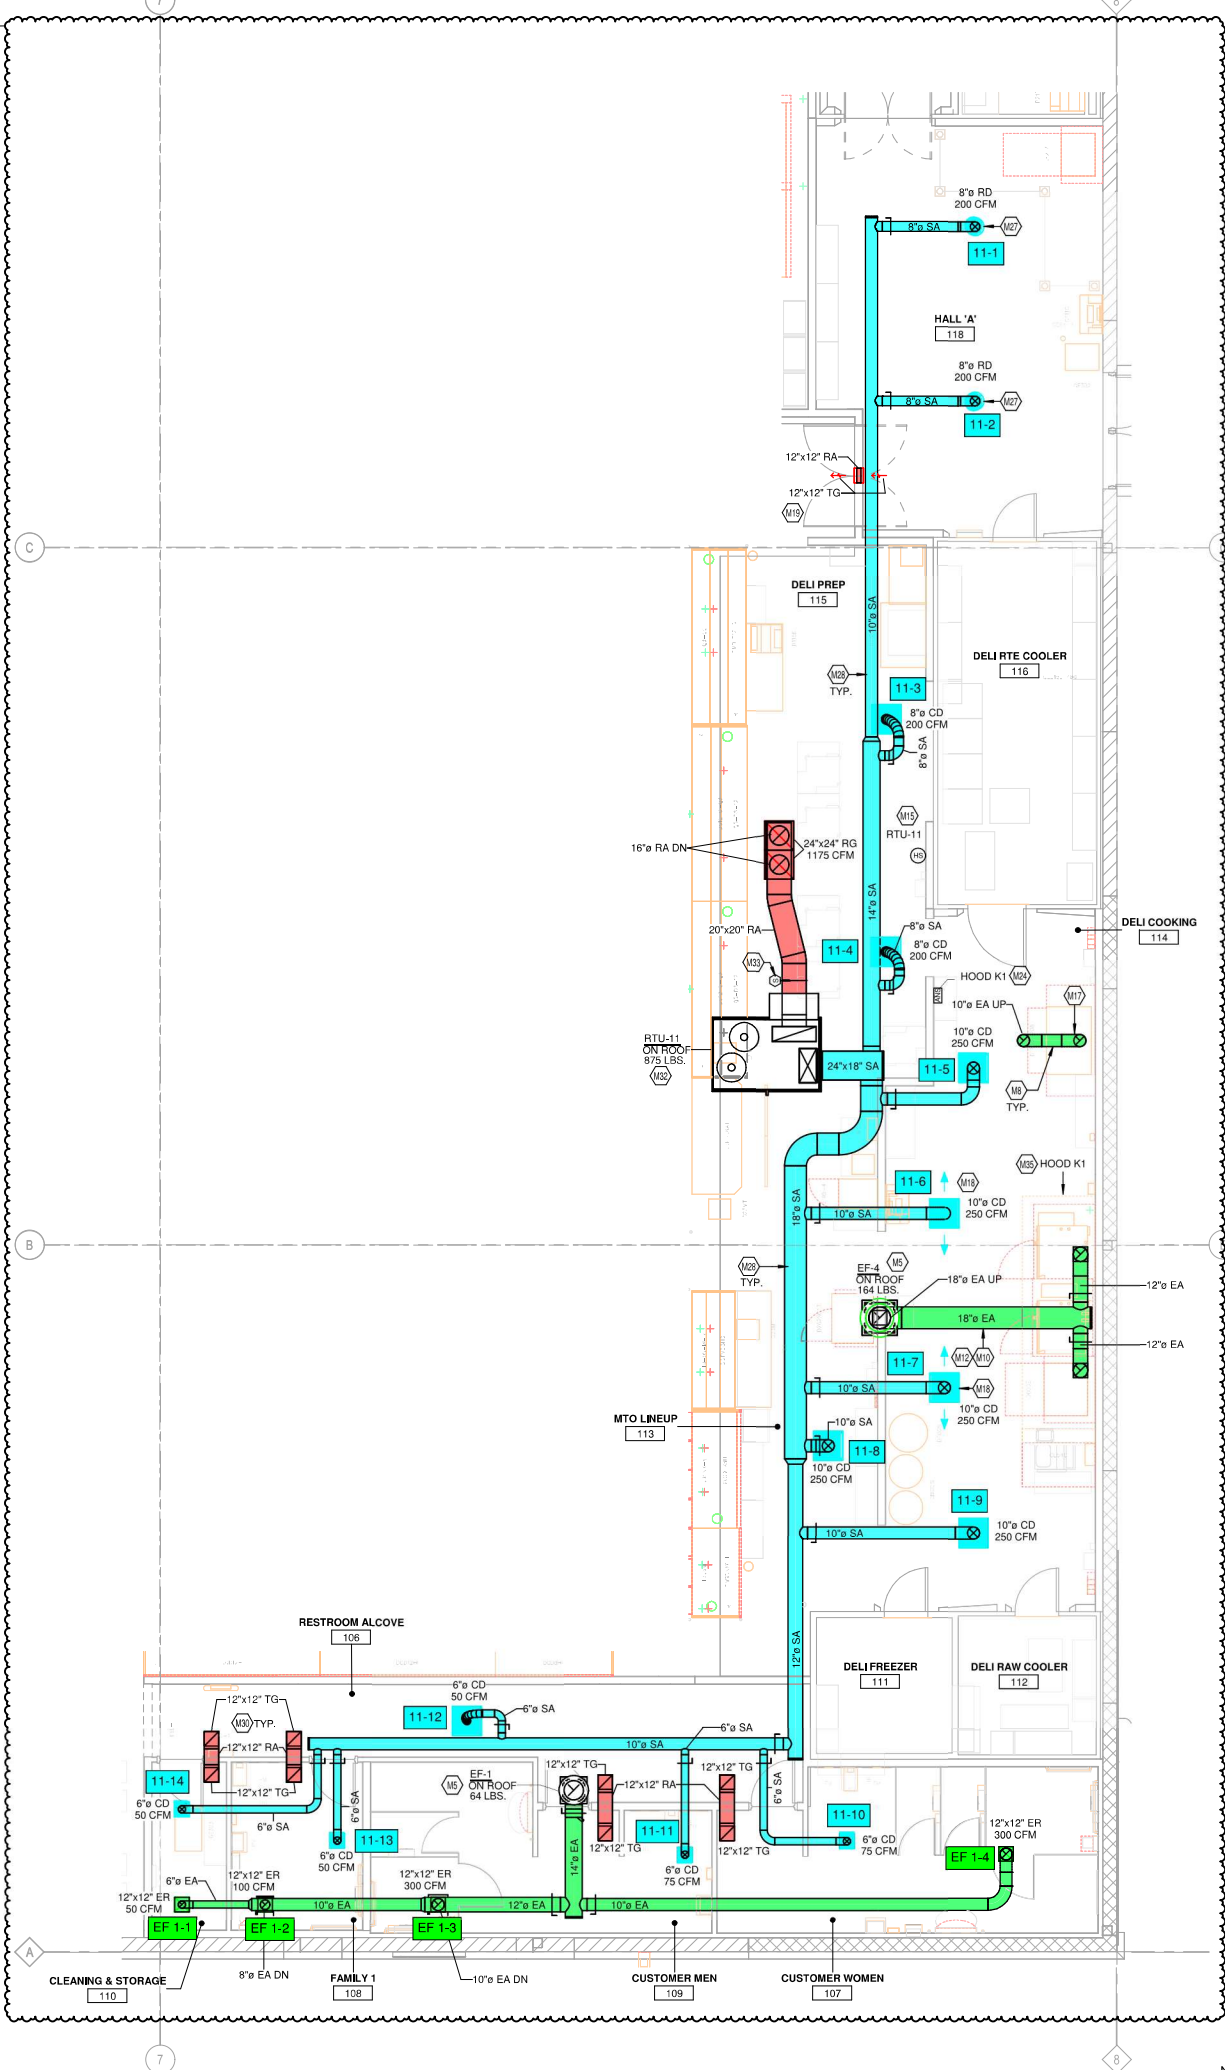 7
8
8"ø RD
200 CFM
8"ø SA
M27
11-1
HALL 'A'
118
8"ø RD
200 CFM
8"ø SA
M27
11-2
12"x12" RA
12"x12" TG
M19
C
DELI PREP
115
10"ø SA
DELI RTE COOLER
116
M28
TYP.
11-3
8"ø CD
200 CFM
8"ø SA
M15
RTU-11
HS
16"ø RA DN
24"x24" RG
1175 CFM
14"ø SA
20"x20" RA
11-4
8"ø SA
8"ø CD
200 CFM
DELI COOKING
114
M33
S
HOOD K1
M24
ANS
M17
10"ø EA UP
RTU-11
ON ROOF
875 LBS.
M32
24"x18" SA
10"ø CD
250 CFM
11-5
M8
TYP.
M35
HOOD K1
11-6
M18
10"ø SA
10"ø CD
250 CFM
18"ø SA
B
M28
TYP.
EF-4
ON ROOF
164 LBS.
M5
18"ø EA UP
12"ø EA
18"ø EA
12"ø EA
M12
M10
11-7
10"ø SA
M18
10"ø CD
250 CFM
MTO LINEUP
113
10"ø SA
11-8
10"ø CD
250 CFM
11-9
10"ø SA
10"ø CD
250 CFM
RESTROOM ALCOVE
106
12"ø SA
DELI FREEZER
111
DELI RAW COOLER
112
12"x12" TG
M30
TYP.
12"x12" RA
12"x12" TG
6"ø CD
50 CFM
11-12
6"ø SA
10"ø SA
6"ø SA
11-14
6"ø CD
50 CFM
6"ø SA
6"ø SA
11-13
6"ø CD
50 CFM
M5
EF-1
ON ROOF
64 LBS.
12"x12" TG
12"x12" RA
12"x12" TG
12"x12" TG
12"x12" TG
6"ø SA
11-11
6"ø CD
75 CFM
11-10
6"ø CD
75 CFM
12"x12" ER
300 CFM
EF 1-4
14"ø EA
6"ø EA
12"x12" ER
50 CFM
EF 1-1
12"x12" ER
100 CFM
EF 1-2
10"ø EA
12"x12" ER
300 CFM
EF 1-3
12"ø EA
10"ø EA
A
CLEANING & STORAGE
110
8"ø EA DN
FAMILY 1
108
10"ø EA DN
CUSTOMER MEN
109
CUSTOMER WOMEN
107
7
8